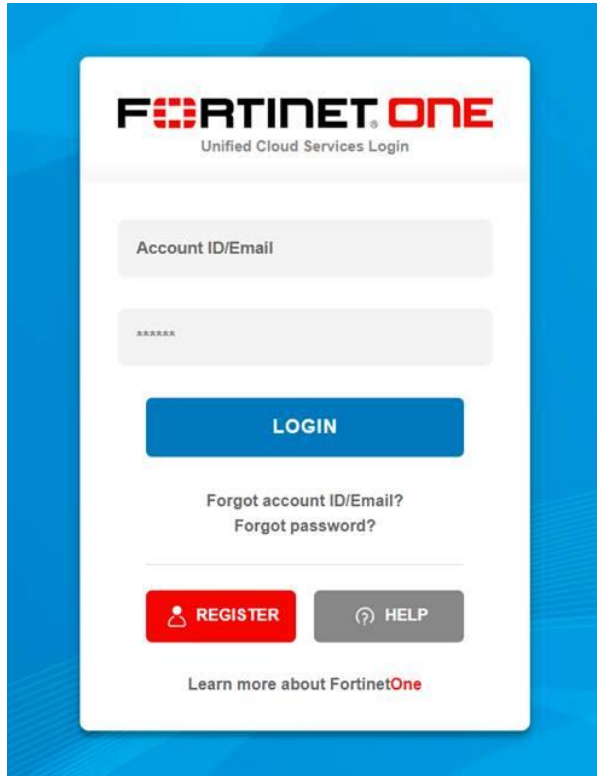 FORTINET® ONE
Unified Cloud Services Login
Account ID/Email
******
LOGIN
Forgot account ID/Email?
Forgot password?
REGISTER
HELP
Learn more about FortinetOne